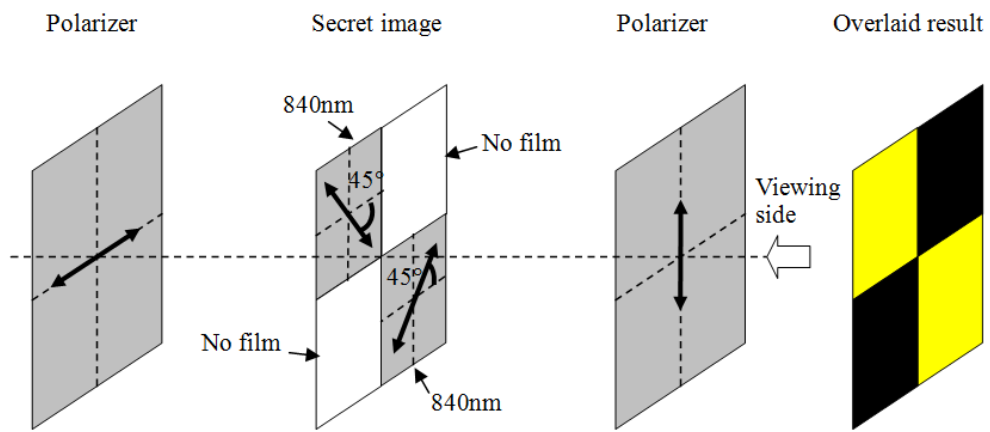 Polarizer
Secret image
Polarizer
Overlaid result
840nm
No film
45°
Viewing
side
45°
No film
840nm